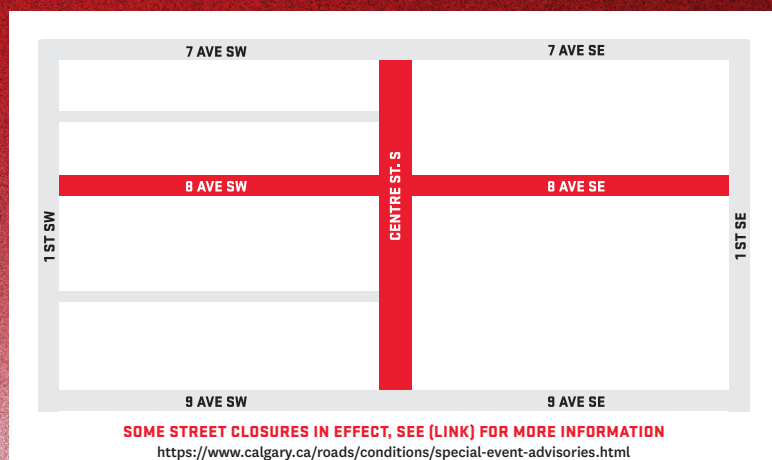 7 AVE SW
7 AVE SE
CENTRE ST. S
8 AVE SW
8 AVE SE
1 ST SW
1 ST SE
9 AVE SW
9 AVE SE
SOME STREET CLOSURES IN EFFECT, SEE (LINK) FOR MORE INFORMATION
https://www.calgary.ca/roads/conditions/special-event-advisories.html